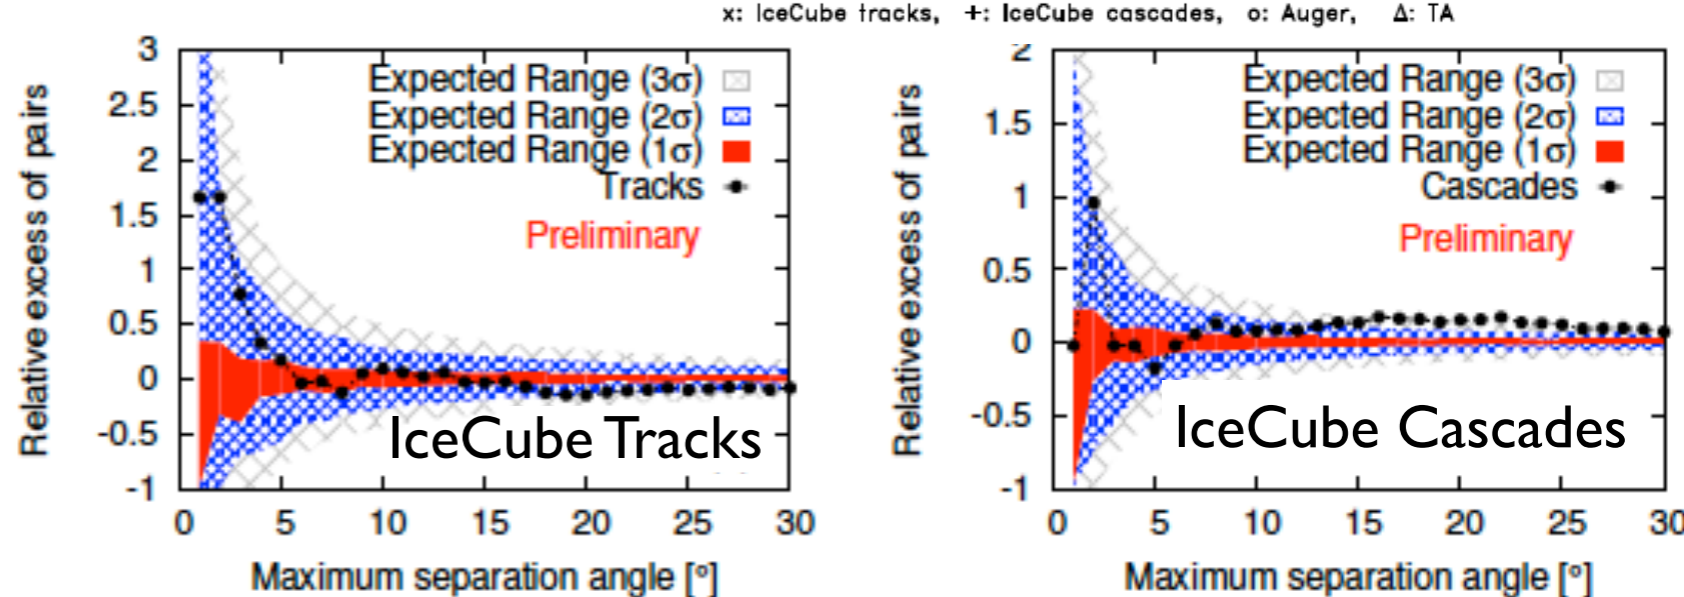 x: IceCube tracks, +: IceCube cascades, o: Auger, Δ: TA
Relative excess of pairs
3
2.5
2
1.5
1
0.5
0
-0.5
-1
Expected Range (3σ)
Expected Range (2σ)
Expected Range (1σ)
Tracks
Preliminary
IceCube Tracks
0 5 10 15 20 25 30
Maximum separation angle [°]
Relative excess of pairs
2
1.5
1
0.5
0
-0.5
-1
Expected Range (3σ)
Expected Range (2σ)
Expected Range (1σ)
Cascades
Preliminary
IceCube Cascades
0 5 10 15 20 25 30
Maximum separation angle [°]